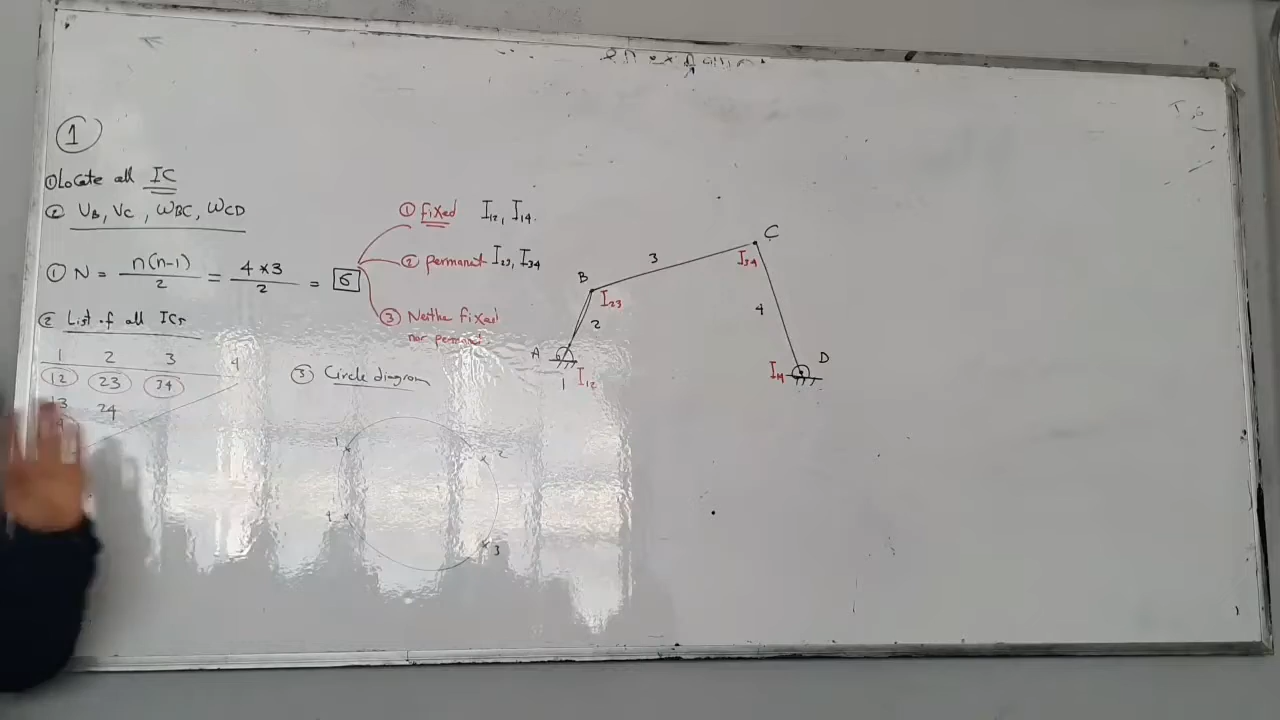 1
① Locate all IC
② VB, VC, ωBC, ωCD
① N = n(n-1)/2 = 4*3/2 = 6
① fixed I12, I14.
② permanent I23, I34
③ Neither fixed
nor permanent
② List of all ICs
1 2 3 4
12 23 34
13 24
③ Circle diagram
1
2
4
3
A
B
C
D
1
2
3
4
I12
I23
I34
I14